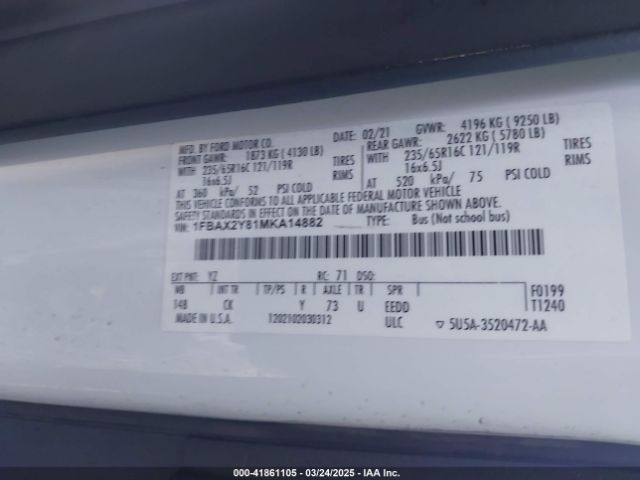 MFD. BY FORD MOTOR CO. DATE: 02/21 GVWR: 4196 KG ( 9250 LB)
FRONT GAWR: 1873 KG ( 4130 LB) REAR GAWR: 2622 KG ( 5780 LB)
WITH 235/65R16C 121/119R TIRES WITH 235/65R16C 121/119R TIRES
16x6.5J RIMS 16x6.5J RIMS
AT 360 kPa/ 52 PSI COLD AT 520 kPa/ 75 PSI COLD
THIS VEHICLE CONFORMS TO ALL APPLICABLE FEDERAL MOTOR VEHICLE
SAFETY STANDARDS IN EFFECT ON THE DATE OF MANUFACTURE SHOWN ABOVE.
VIN: 1FBAX2Y81MKA14882 TYPE: Bus (Not school bus)
EXT PNT: YZ RC: 71 DSO:
WB INT TR TP/PS R AXLE TR SPR F0199
148 CK Y 73 U EEDD T1240
MADE IN U.S.A. 1202102030312 ULC ▽ 5U5A-3520472-AA
000-41861105 - 03/24/2025 - IAA Inc.